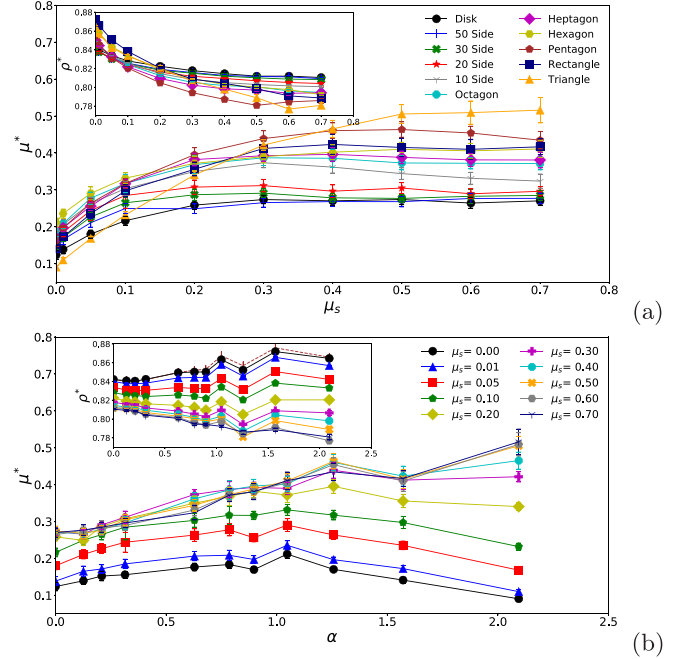 0.8
0.7
0.6
0.5
0.4
0.3
0.2
0.1
μ*
0.0 0.1 0.2 0.3 0.4 0.5 0.6 0.7 0.8
μs
0.88
0.86
0.84
0.82
0.80
0.78
ρ*
0.0 0.1 0.2 0.3 0.4 0.5 0.6 0.7 0.8
Disk
50 Side
30 Side
20 Side
10 Side
Octagon
Heptagon
Hexagon
Pentagon
Rectangle
Triangle
(a)
0.8
0.7
0.6
0.5
0.4
0.3
0.2
0.1
0.0
μ*
0.0 0.5 1.0 1.5 2.0 2.5
α
0.88
0.86
0.84
0.82
0.80
0.78
ρ*
0.0 0.5 1.0 1.5 2.0 2.5
μs= 0.00
μs= 0.01
μs= 0.05
μs= 0.10
μs= 0.20
μs= 0.30
μs= 0.40
μs= 0.50
μs= 0.60
μs= 0.70
(b)